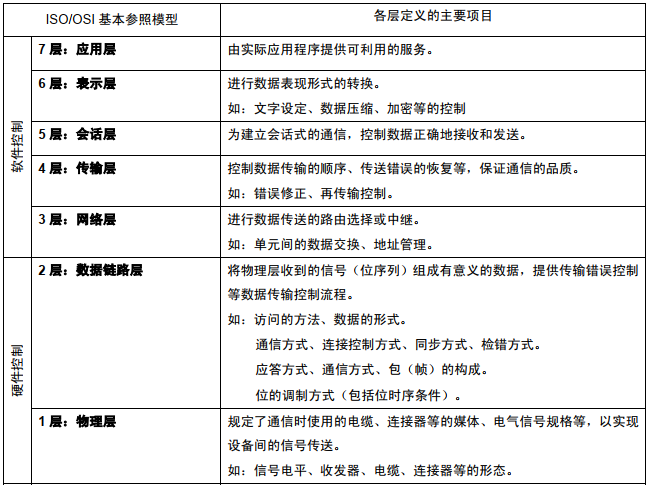 ISO/OSI 基本参照模型
各层定义的主要项目
软件控制
7 层：应用层
由实际应用程序提供可利用的服务。
6 层：表示层
进行数据表现形式的转换。
如：文字设定、数据压缩、加密等的控制
5 层：会话层
为建立会话式的通信，控制数据正确地接收和发送。
4 层：传输层
控制数据传输的顺序、传送错误的恢复等，保证通信的品质。
如：错误修正、再传输控制。
3 层：网络层
进行数据传送的路由选择或中继。
如：单元间的数据交换、地址管理。
硬件控制
2 层：数据链路层
将物理层收到的信号（位序列）组成有意义的数据，提供传输错误控制
等数据传输控制流程。
如：访问的方法、数据的形式。
通信方式、连接控制方式、同步方式、检错方式。
应答方式、通信方式、包（帧）的构成。
位的调制方式（包括位时序条件）。
1 层：物理层
规定了通信时使用的电缆、连接器等的媒体、电气信号规格等，以实现
设备间的信号传送。
如：信号电平、收发器、电缆、连接器等的形态。